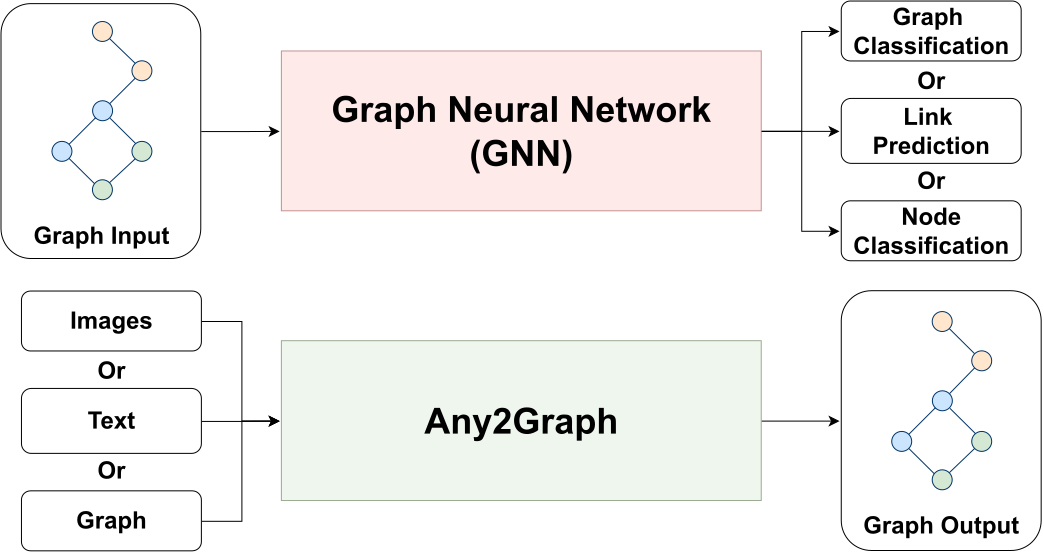 Graph Input
Graph Neural Network
(GNN)
Graph
Classification
Or
Link
Prediction
Or
Node
Classification
Images
Or
Text
Or
Graph
Any2Graph
Graph Output